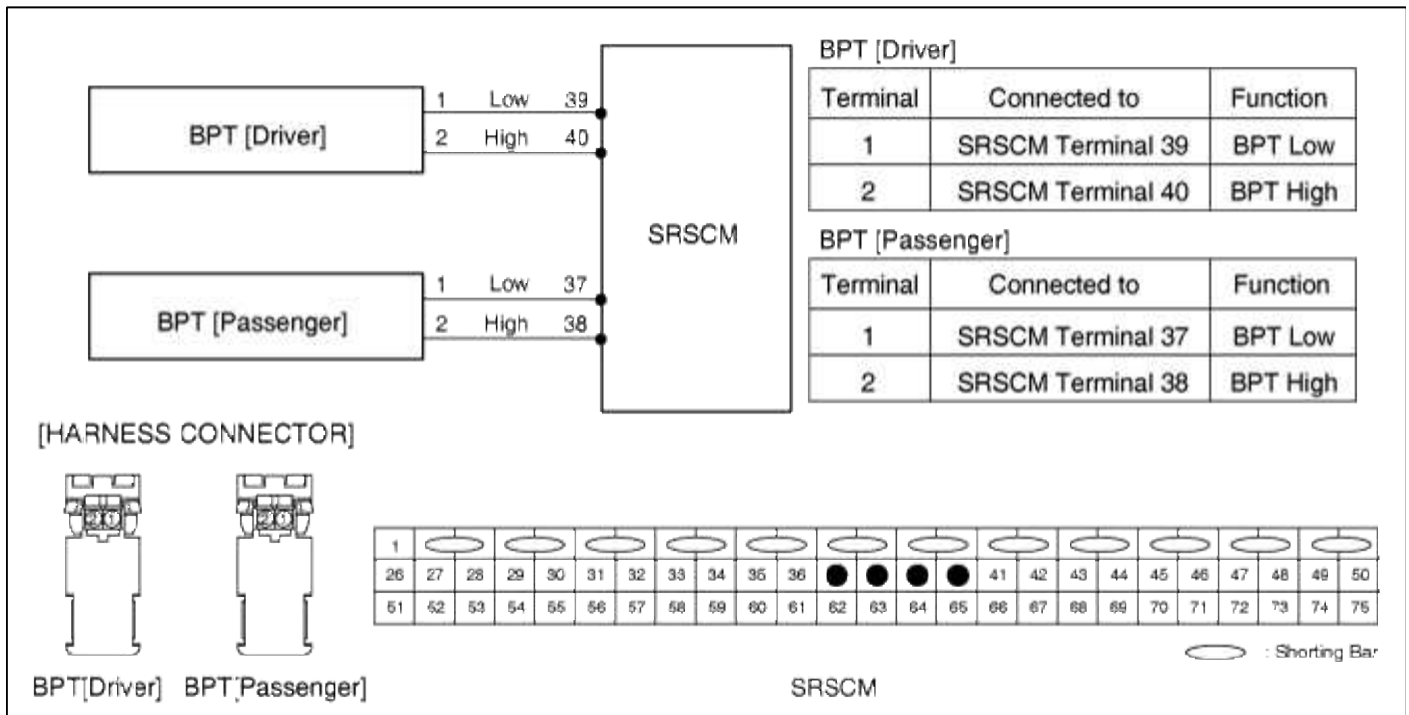 BPT [Driver]
1 Low 39
2 High 40
SRSCM
BPT [Passenger]
1 Low 37
2 High 38
BPT [Driver]
Terminal Connected to Function
1 SRSCM Terminal 39 BPT Low
2 SRSCM Terminal 40 BPT High
BPT [Passenger]
Terminal Connected to Function
1 SRSCM Terminal 37 BPT Low
2 SRSCM Terminal 38 BPT High
[HARNESS CONNECTOR]
2 1
2 1
BPT[Driver] BPT[Passenger]
1
26 27 28 29 30 31 32 33 34 35 36 41 42 43 44 45 46 47 48 49 50
51 52 53 54 55 56 57 58 59 60 61 62 63 64 65 66 67 68 69 70 71 72 73 74 75
: Shorting Bar
SRSCM